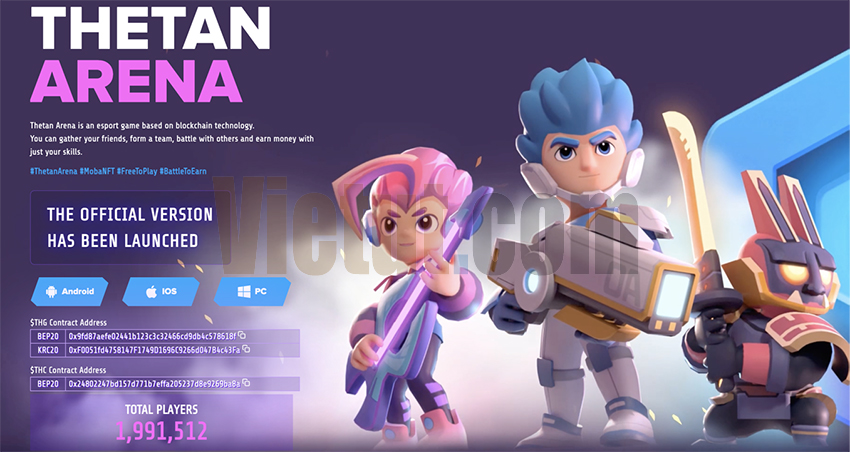 THETAN
ARENA
Thetan Arena is an esport game based on blockchain technology.
You can gather your friends, form a team, battle with others and earn money with
just your skills.
#ThetanArena #MobaNFT #FreeToPlay #BattleToEarn
THE OFFICIAL VERSION
HAS BEEN LAUNCHED
Android
IOS
PC
$THG Contract Address
BEP20 0x9fd87aefe02441b123c3c32466cd9db4c578618f
KRC20 0xF0051fd4758147F1749D1696C9266d047B4c43Fa
$THC Contract Address
BEP20 0x24802247bd157d771b7effa205237d8e9269ba8a
TOTAL PLAYERS
1,991,512